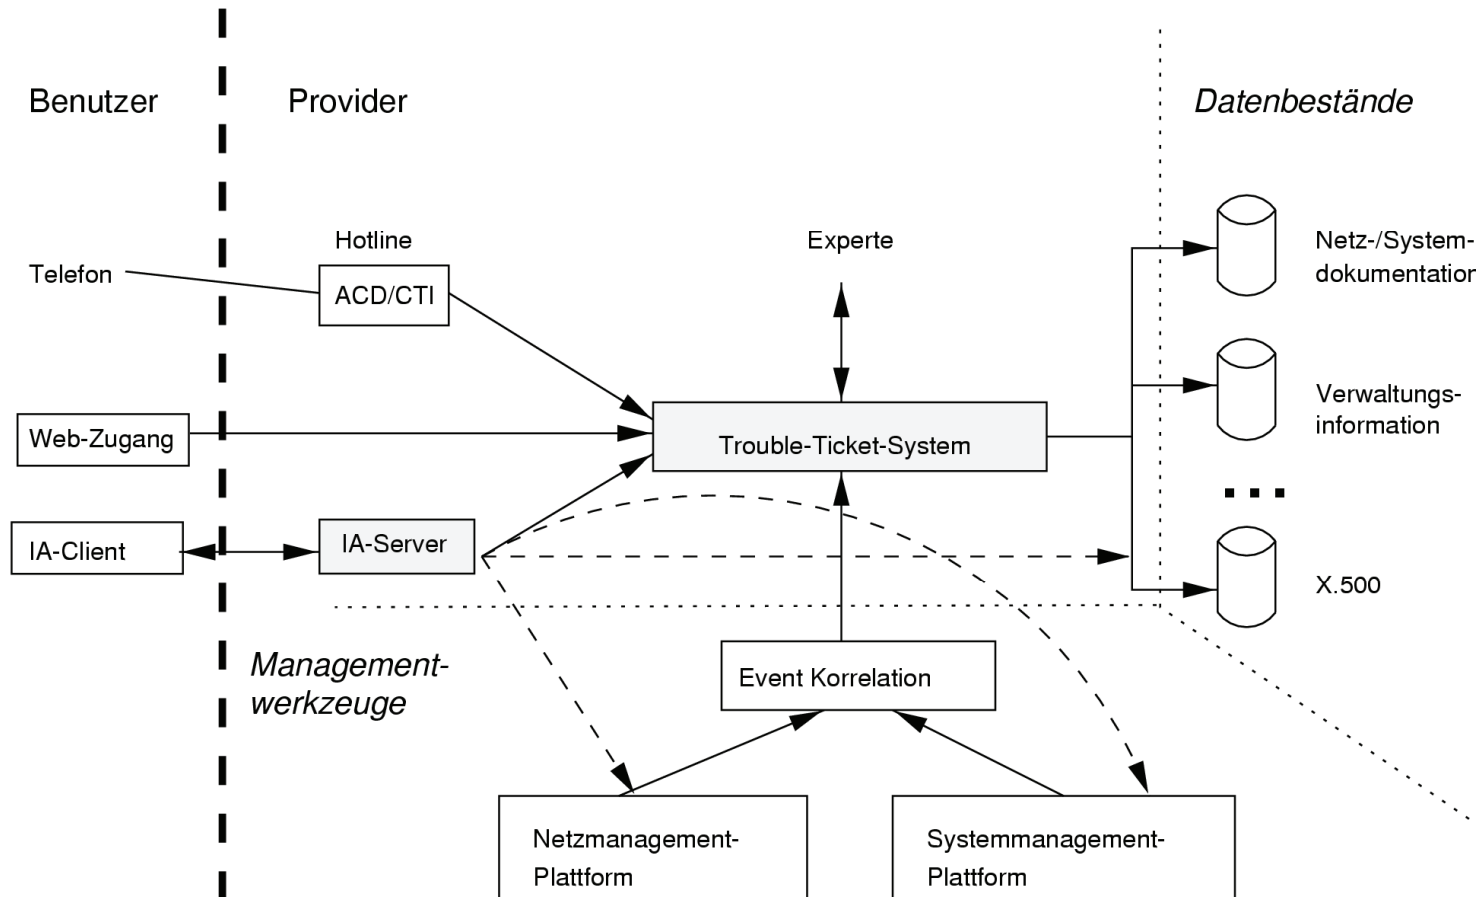 Benutzer
Provider
Datenbestände
Hotline
Experte
Netz-/System-
dokumentation
Telefon
ACD/CTI
Verwaltungs-
information
Web-Zugang
Trouble-Ticket-System
IA-Client
IA-Server
X.500
Management-
werkzeuge
Event Korrelation
Netzmanagement-
Plattform
Systemmanagement-
Plattform